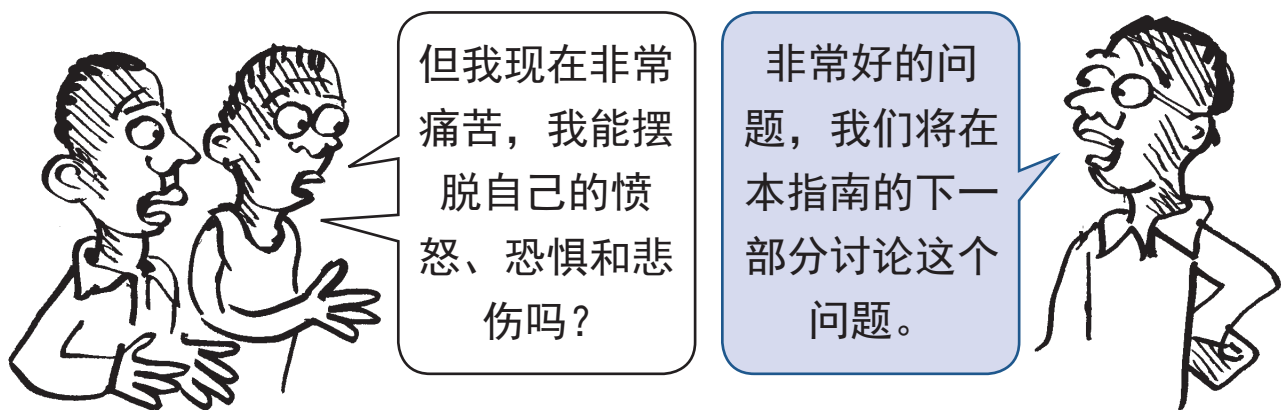 但我现在非常
痛苦，我能摆
脱自己的愤
怒、恐惧和悲
伤吗？
非常好的问
题，我们将在
本指南的下一
部分讨论这个
问题。